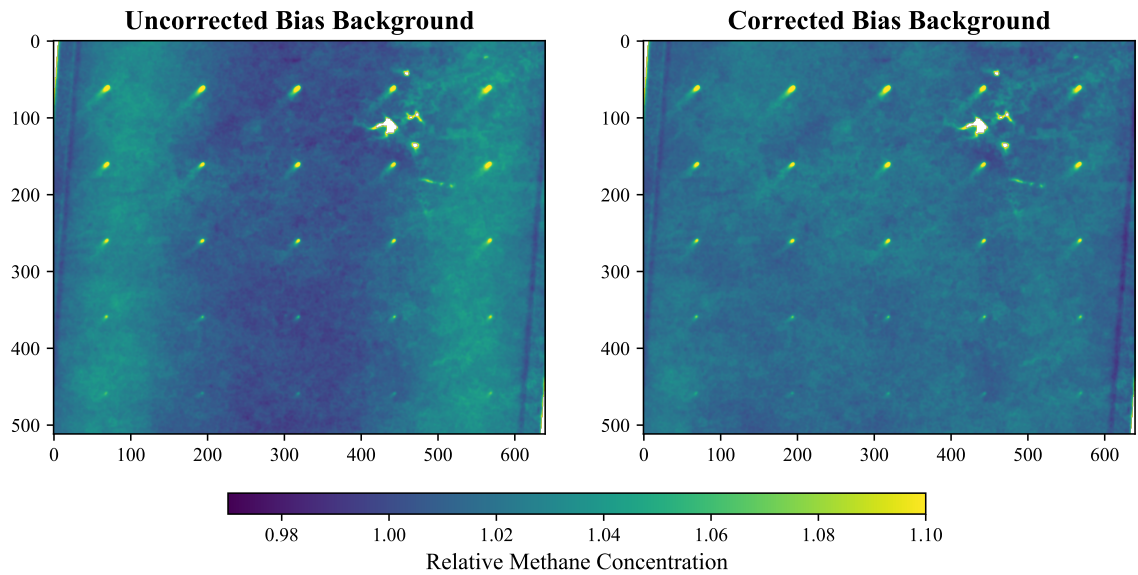 Uncorrected Bias Background
Corrected Bias Background
0
100
200
300
400
500
0 100 200 300 400 500 600
0
100
200
300
400
500
0 100 200 300 400 500 600
0.98 1.00 1.02 1.04 1.06 1.08 1.10
Relative Methane Concentration